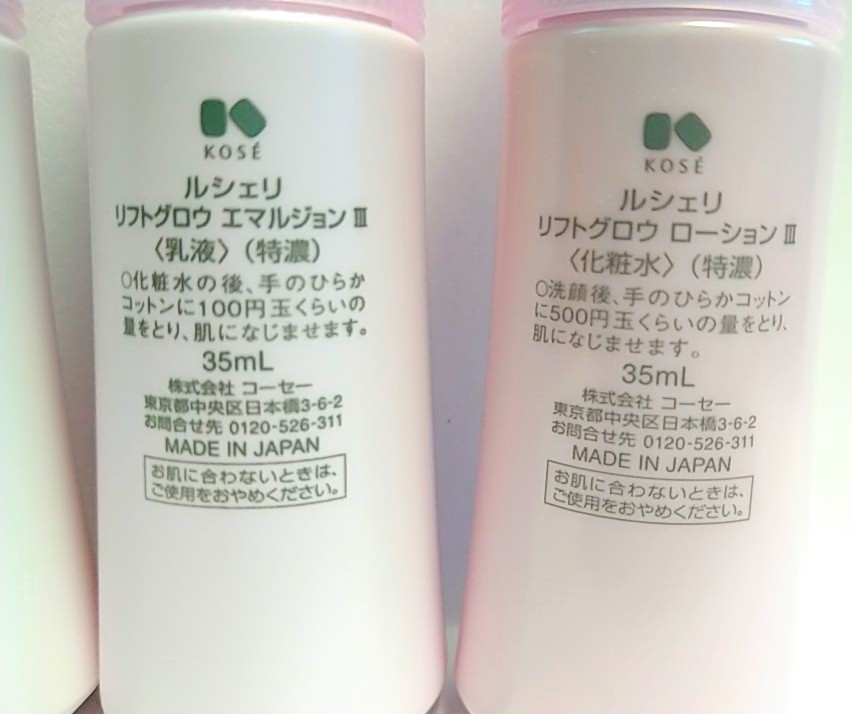 KOSÉ
ルシェリ
リフトグロウ エマルジョン Ⅲ
〈乳液〉（特濃）
○化粧水の後、手のひらか
コットンに100円玉くらいの
量をとり、肌になじませます。
35mL
株式会社 コーセー
東京都中央区日本橋3-6-2
お問合せ先 0120-526-311
MADE IN JAPAN
お肌に合わないときは、
ご使用をおやめください。
KOSÉ
ルシェリ
リフトグロウ ローション Ⅲ
〈化粧水〉（特濃）
○洗顔後、手のひらかコットン
に500円玉くらいの量をとり、
肌になじませます。
35mL
株式会社 コーセー
東京都中央区日本橋3-6-2
お問合せ先 0120-526-311
MADE IN JAPAN
お肌に合わないときは、
ご使用をおやめください。